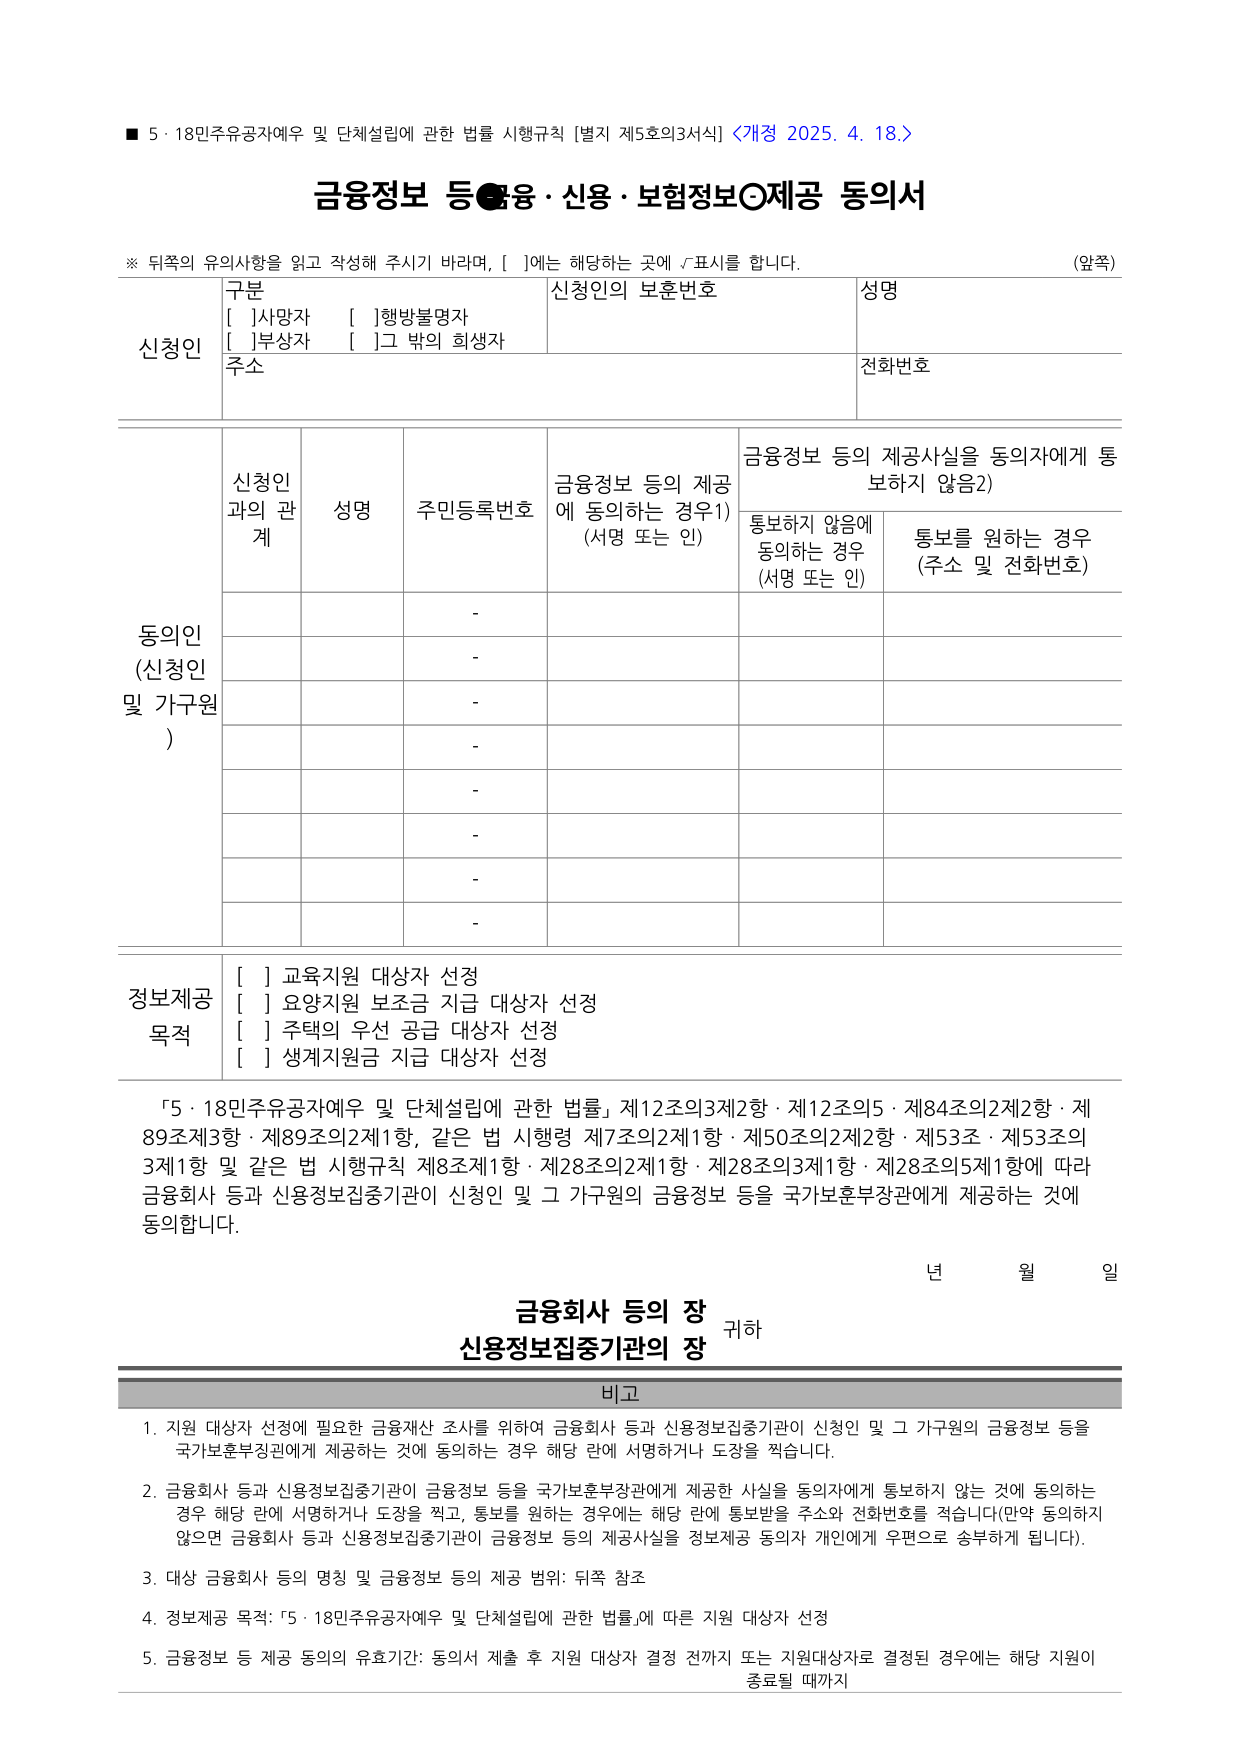 ■ 5ㆍ18민주유공자예우 및 단체설립에 관한 법률 시행규칙 [별지 제5호의3서식] <개정 2025. 4. 18.>
금융정보 등 금융ㆍ신용ㆍ보험정보 제공 동의서
※ 뒤쪽의 유의사항을 읽고 작성해 주시기 바라며, [ ]에는 해당하는 곳에 √표시를 합니다. (앞쪽)
신청인
구분
[ ]사망자 [ ]행방불명자
[ ]부상자 [ ]그 밖의 희생자
신청인의 보훈번호
성명
주소
전화번호
동의인
(신청인
및 가구원
)
신청인
과의 관
계
성명
주민등록번호
금융정보 등의 제공
에 동의하는 경우1)
(서명 또는 인)
금융정보 등의 제공사실을 동의자에게 통
보하지 않음2)
통보하지 않음에
동의하는 경우
(서명 또는 인)
통보를 원하는 경우
(주소 및 전화번호)
-
-
-
-
-
-
-
-
정보제공
목적
[ ] 교육지원 대상자 선정
[ ] 요양지원 보조금 지급 대상자 선정
[ ] 주택의 우선 공급 대상자 선정
[ ] 생계지원금 지급 대상자 선정
「5ㆍ18민주유공자예우 및 단체설립에 관한 법률」 제12조의3제2항ㆍ제12조의5ㆍ제84조의2제2항ㆍ제
89조제3항ㆍ제89조의2제1항, 같은 법 시행령 제7조의2제1항ㆍ제50조의2제2항ㆍ제53조ㆍ제53조의
3제1항 및 같은 법 시행규칙 제8조제1항ㆍ제28조의2제1항ㆍ제28조의3제1항ㆍ제28조의5제1항에 따라
금융회사 등과 신용정보집중기관이 신청인 및 그 가구원의 금융정보 등을 국가보훈부장관에게 제공하는 것에
동의합니다.
년 월 일
금융회사 등의 장
신용정보집중기관의 장
귀하
비고
1. 지원 대상자 선정에 필요한 금융재산 조사를 위하여 금융회사 등과 신용정보집중기관이 신청인 및 그 가구원의 금융정보 등을
국가보훈부장관에게 제공하는 것에 동의하는 경우 해당 란에 서명하거나 도장을 찍습니다.
2. 금융회사 등과 신용정보집중기관이 금융정보 등을 국가보훈부장관에게 제공한 사실을 동의자에게 통보하지 않는 것에 동의하는
경우 해당 란에 서명하거나 도장을 찍고, 통보를 원하는 경우에는 해당 란에 통보받을 주소와 전화번호를 적습니다(만약 동의하지
않으면 금융회사 등과 신용정보집중기관이 금융정보 등의 제공사실을 정보제공 동의자 개인에게 우편으로 송부하게 됩니다).
3. 대상 금융회사 등의 명칭 및 금융정보 등의 제공 범위: 뒤쪽 참조
4. 정보제공 목적: 「5ㆍ18민주유공자예우 및 단체설립에 관한 법률」에 따른 지원 대상자 선정
5. 금융정보 등 제공 동의의 유효기간: 동의서 제출 후 지원 대상자 결정 전까지 또는 지원대상자로 결정된 경우에는 해당 지원이
종료될 때까지